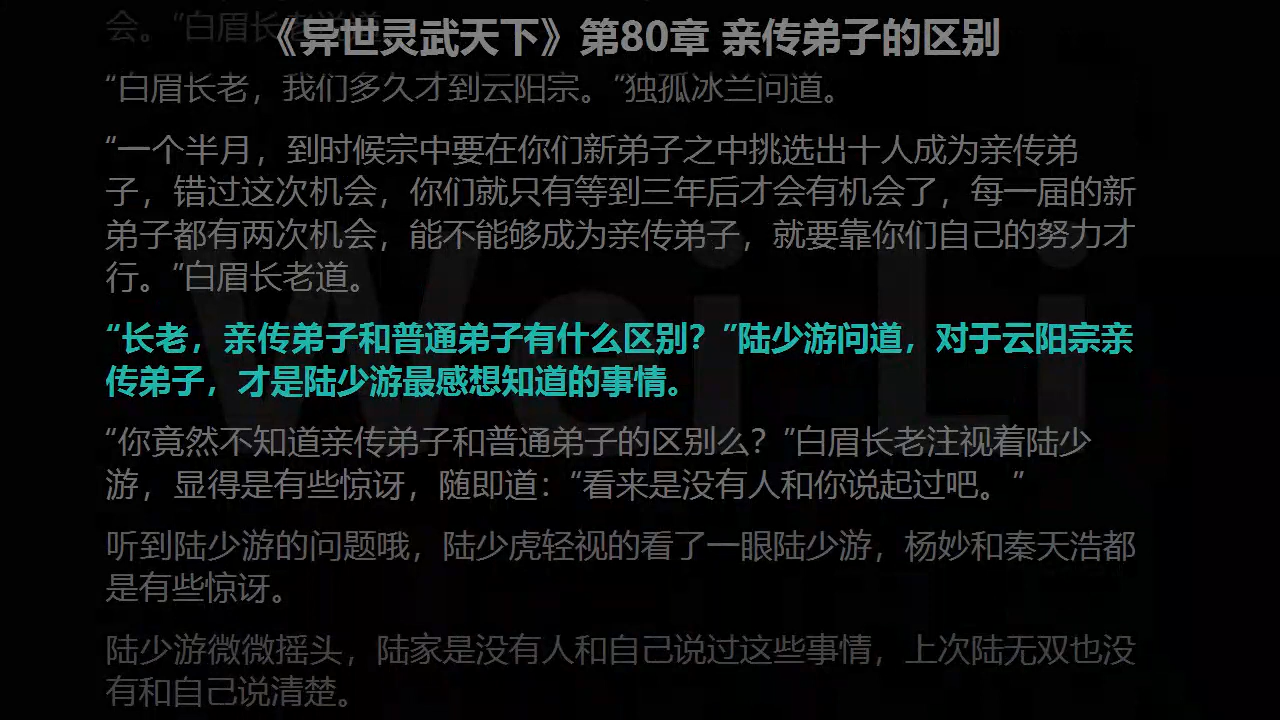 会。”白眉长老
《异世灵武天下》第80章 亲传弟子的区别
“白眉长老，我们多久才到云阳宗。”独孤冰兰问道。
“一个半月，到时候宗中要在你们新弟子之中挑选出十人成为亲传弟
子，错过这次机会，你们就只有等到三年后才会有机会了，每一届的新
弟子都有两次机会，能不能够成为亲传弟子，就要靠你们自己的努力才
行。”白眉长老道。
“长老，亲传弟子和普通弟子有什么区别？”陆少游问道，对于云阳宗亲
传弟子，才是陆少游最感想知道的事情。
“你竟然不知道亲传弟子和普通弟子的区别么？”白眉长老注视着陆少
游，显得是有些惊讶，随即道：“看来是没有人和你说起过吧。”
听到陆少游的问题哦，陆少虎轻视的看了一眼陆少游，杨妙和秦天浩都
是有些惊讶。
陆少游微微摇头，陆家是没有人和自己说过这些事情，上次陆无双也没
有和自己说清楚。
Wei Li